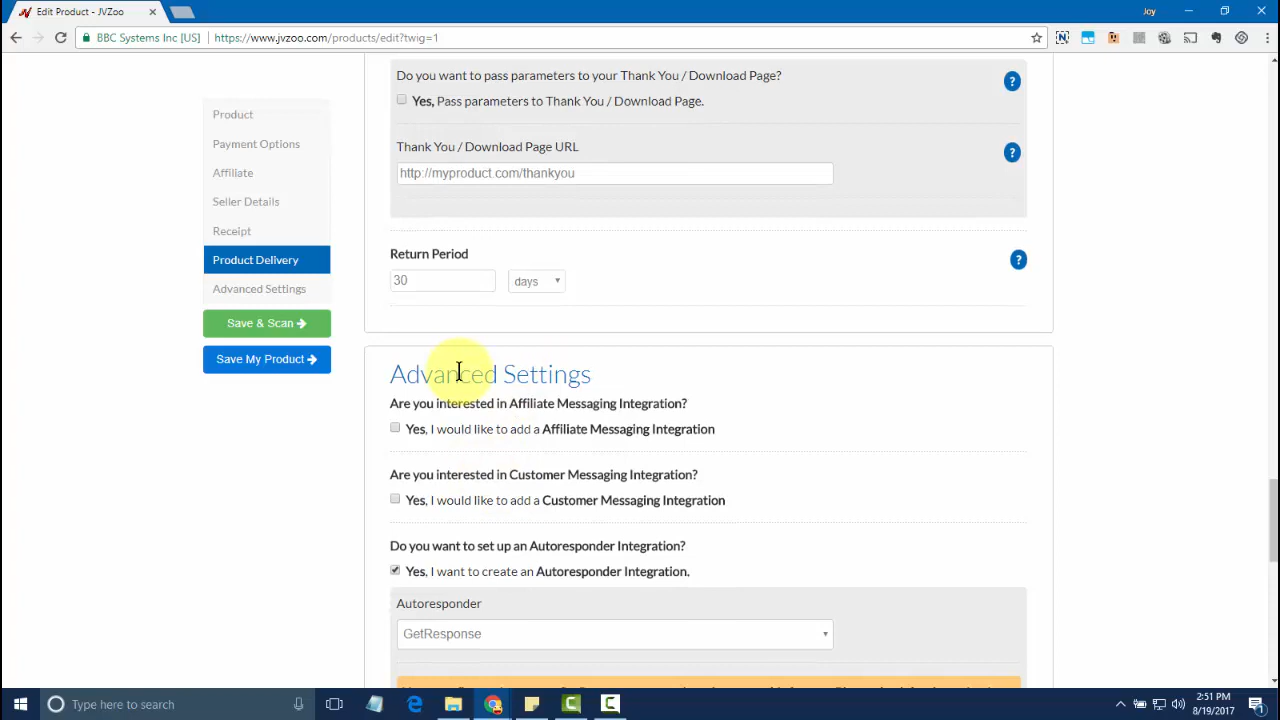 Edit Product - JVZoo
Joy
BBC Systems Inc [US]
https://www.jvzoo.com/products/edit?twig=1
Product
Payment Options
Affiliate
Seller Details
Receipt
Product Delivery
Advanced Settings
Save & Scan
Save My Product
Do you want to pass parameters to your Thank You / Download Page?
Yes, Pass parameters to Thank You / Download Page.
Thank You / Download Page URL
http://myproduct.com/thankyou
Return Period
30
days
Advanced Settings
Are you interested in Affiliate Messaging Integration?
Yes, I would like to add a Affiliate Messaging Integration
Are you interested in Customer Messaging Integration?
Yes, I would like to add a Customer Messaging Integration
Do you want to set up an Autoresponder Integration?
Yes, I want to create an Autoresponder Integration.
Autoresponder
GetResponse
Type here to search
2:51 PM
8/19/2017